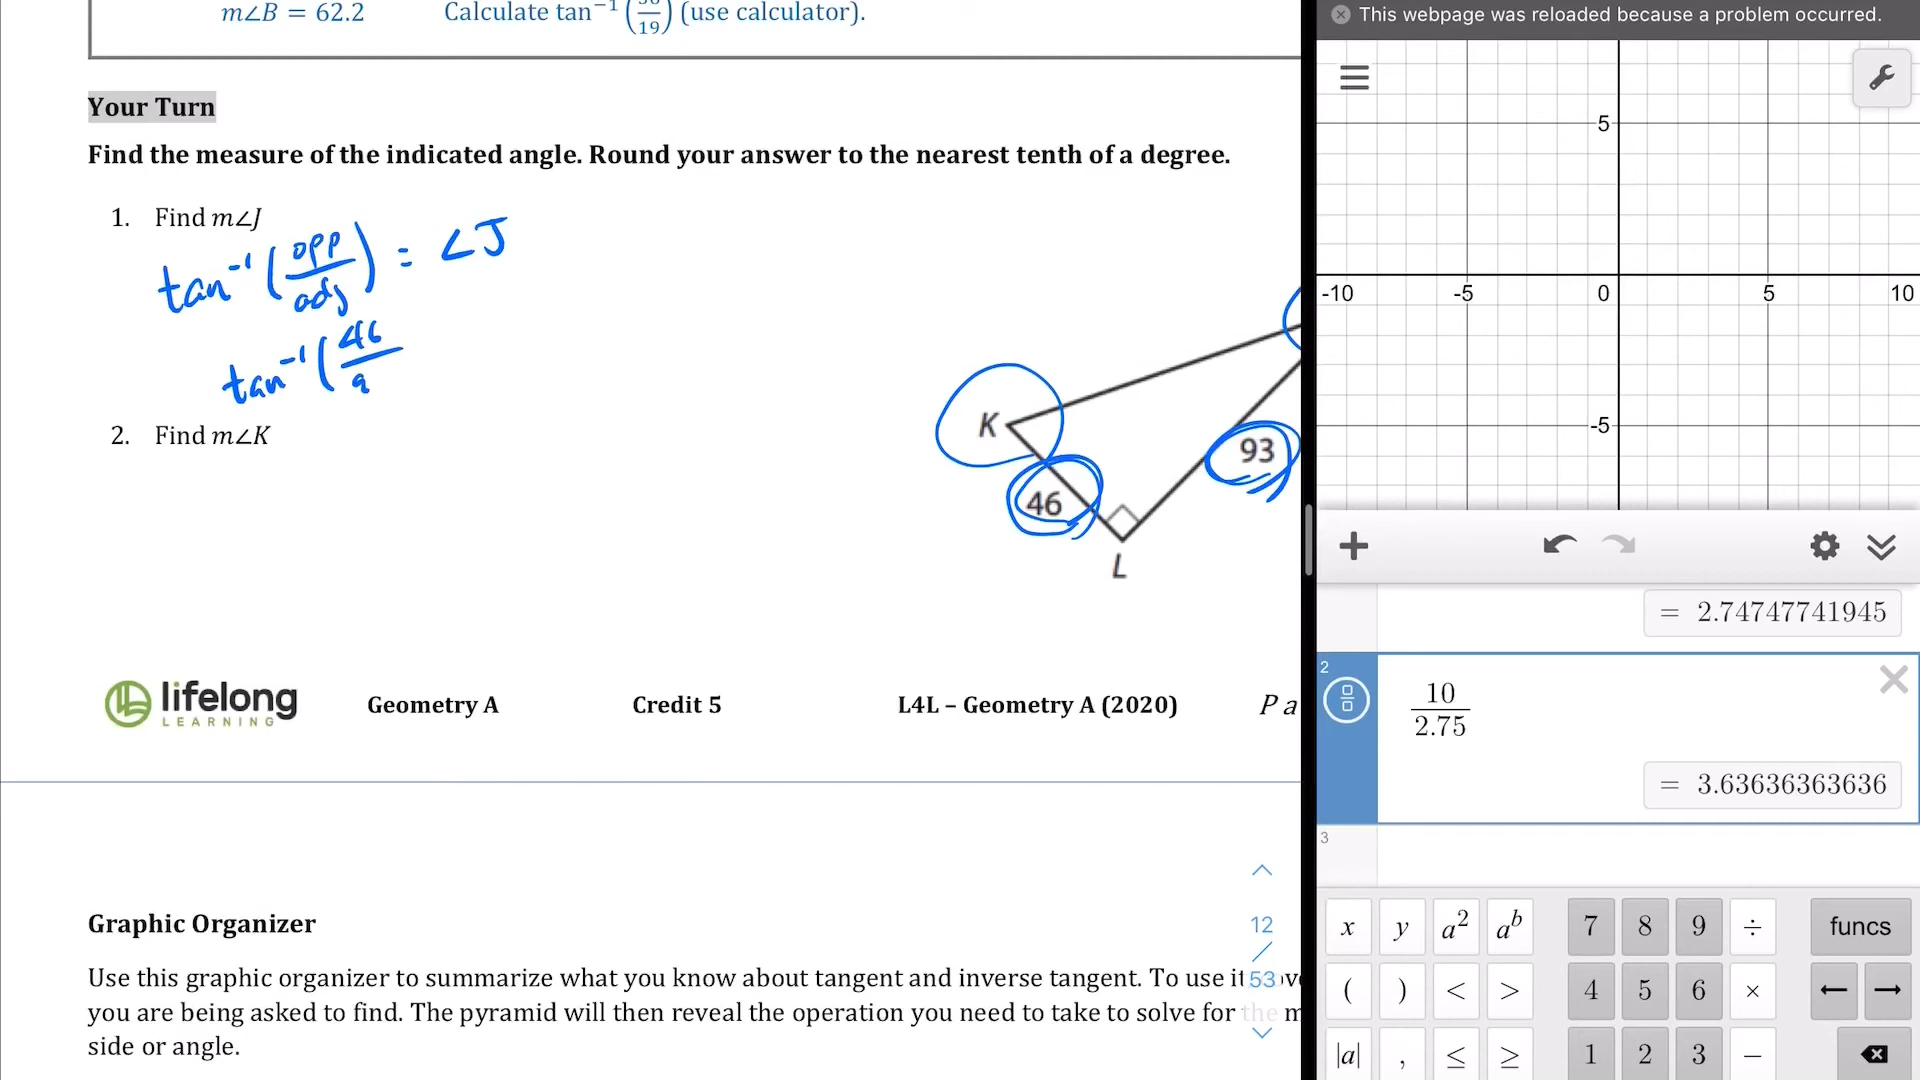 m∠B = 62.2 Calculate tan⁻¹ (/19) (use calculator).
Your Turn
Find the measure of the indicated angle. Round your answer to the nearest tenth of a degree.
1. Find m∠J
tan⁻¹ (opp/adj) = ∠J
tan⁻¹ (46/9
2. Find m∠K
K
46
93
L
lifelong
LEARNING
Geometry A Credit 5 L4L – Geometry A (2020) Pa
Graphic Organizer
Use this graphic organizer to summarize what you know about tangent and inverse tangent. To use it
you are being asked to find. The pyramid will then reveal the operation you need to take to solve for the m
side or angle.
12
/
53
This webpage was reloaded because a problem occurred.
5
-10 -5 0 5 10
-5
= 2.74747741945
2
10/2.75
= 3.63636363636
3
x y a² aᵇ 7 8 9 ÷ funcs
( ) < > 4 5 6 × ← →
|a| , ≤ ≥ 1 2 3 −